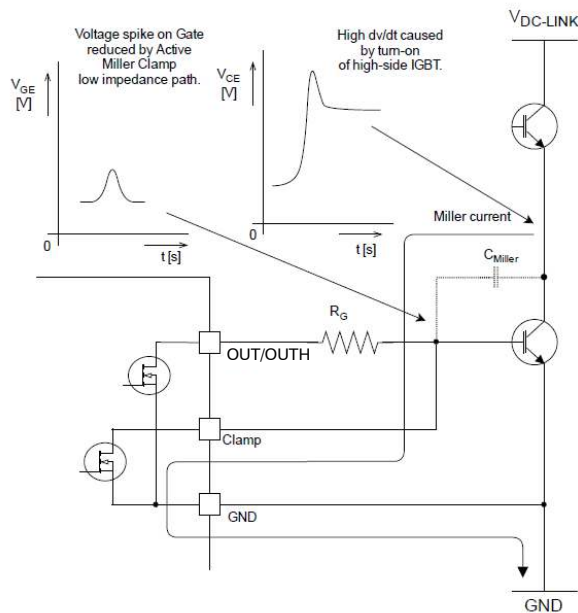 Voltage spike on Gate
reduced by Active
Miller Clamp
low impedance path.
High dv/dt caused
by turn-on
of high-side IGBT.
VDC-LINK
VGE
[V]
VCE
[V]
0
t [s]
0
t [s]
Miller current
CMiller
RG
OUT/OUTH
Clamp
GND
GND